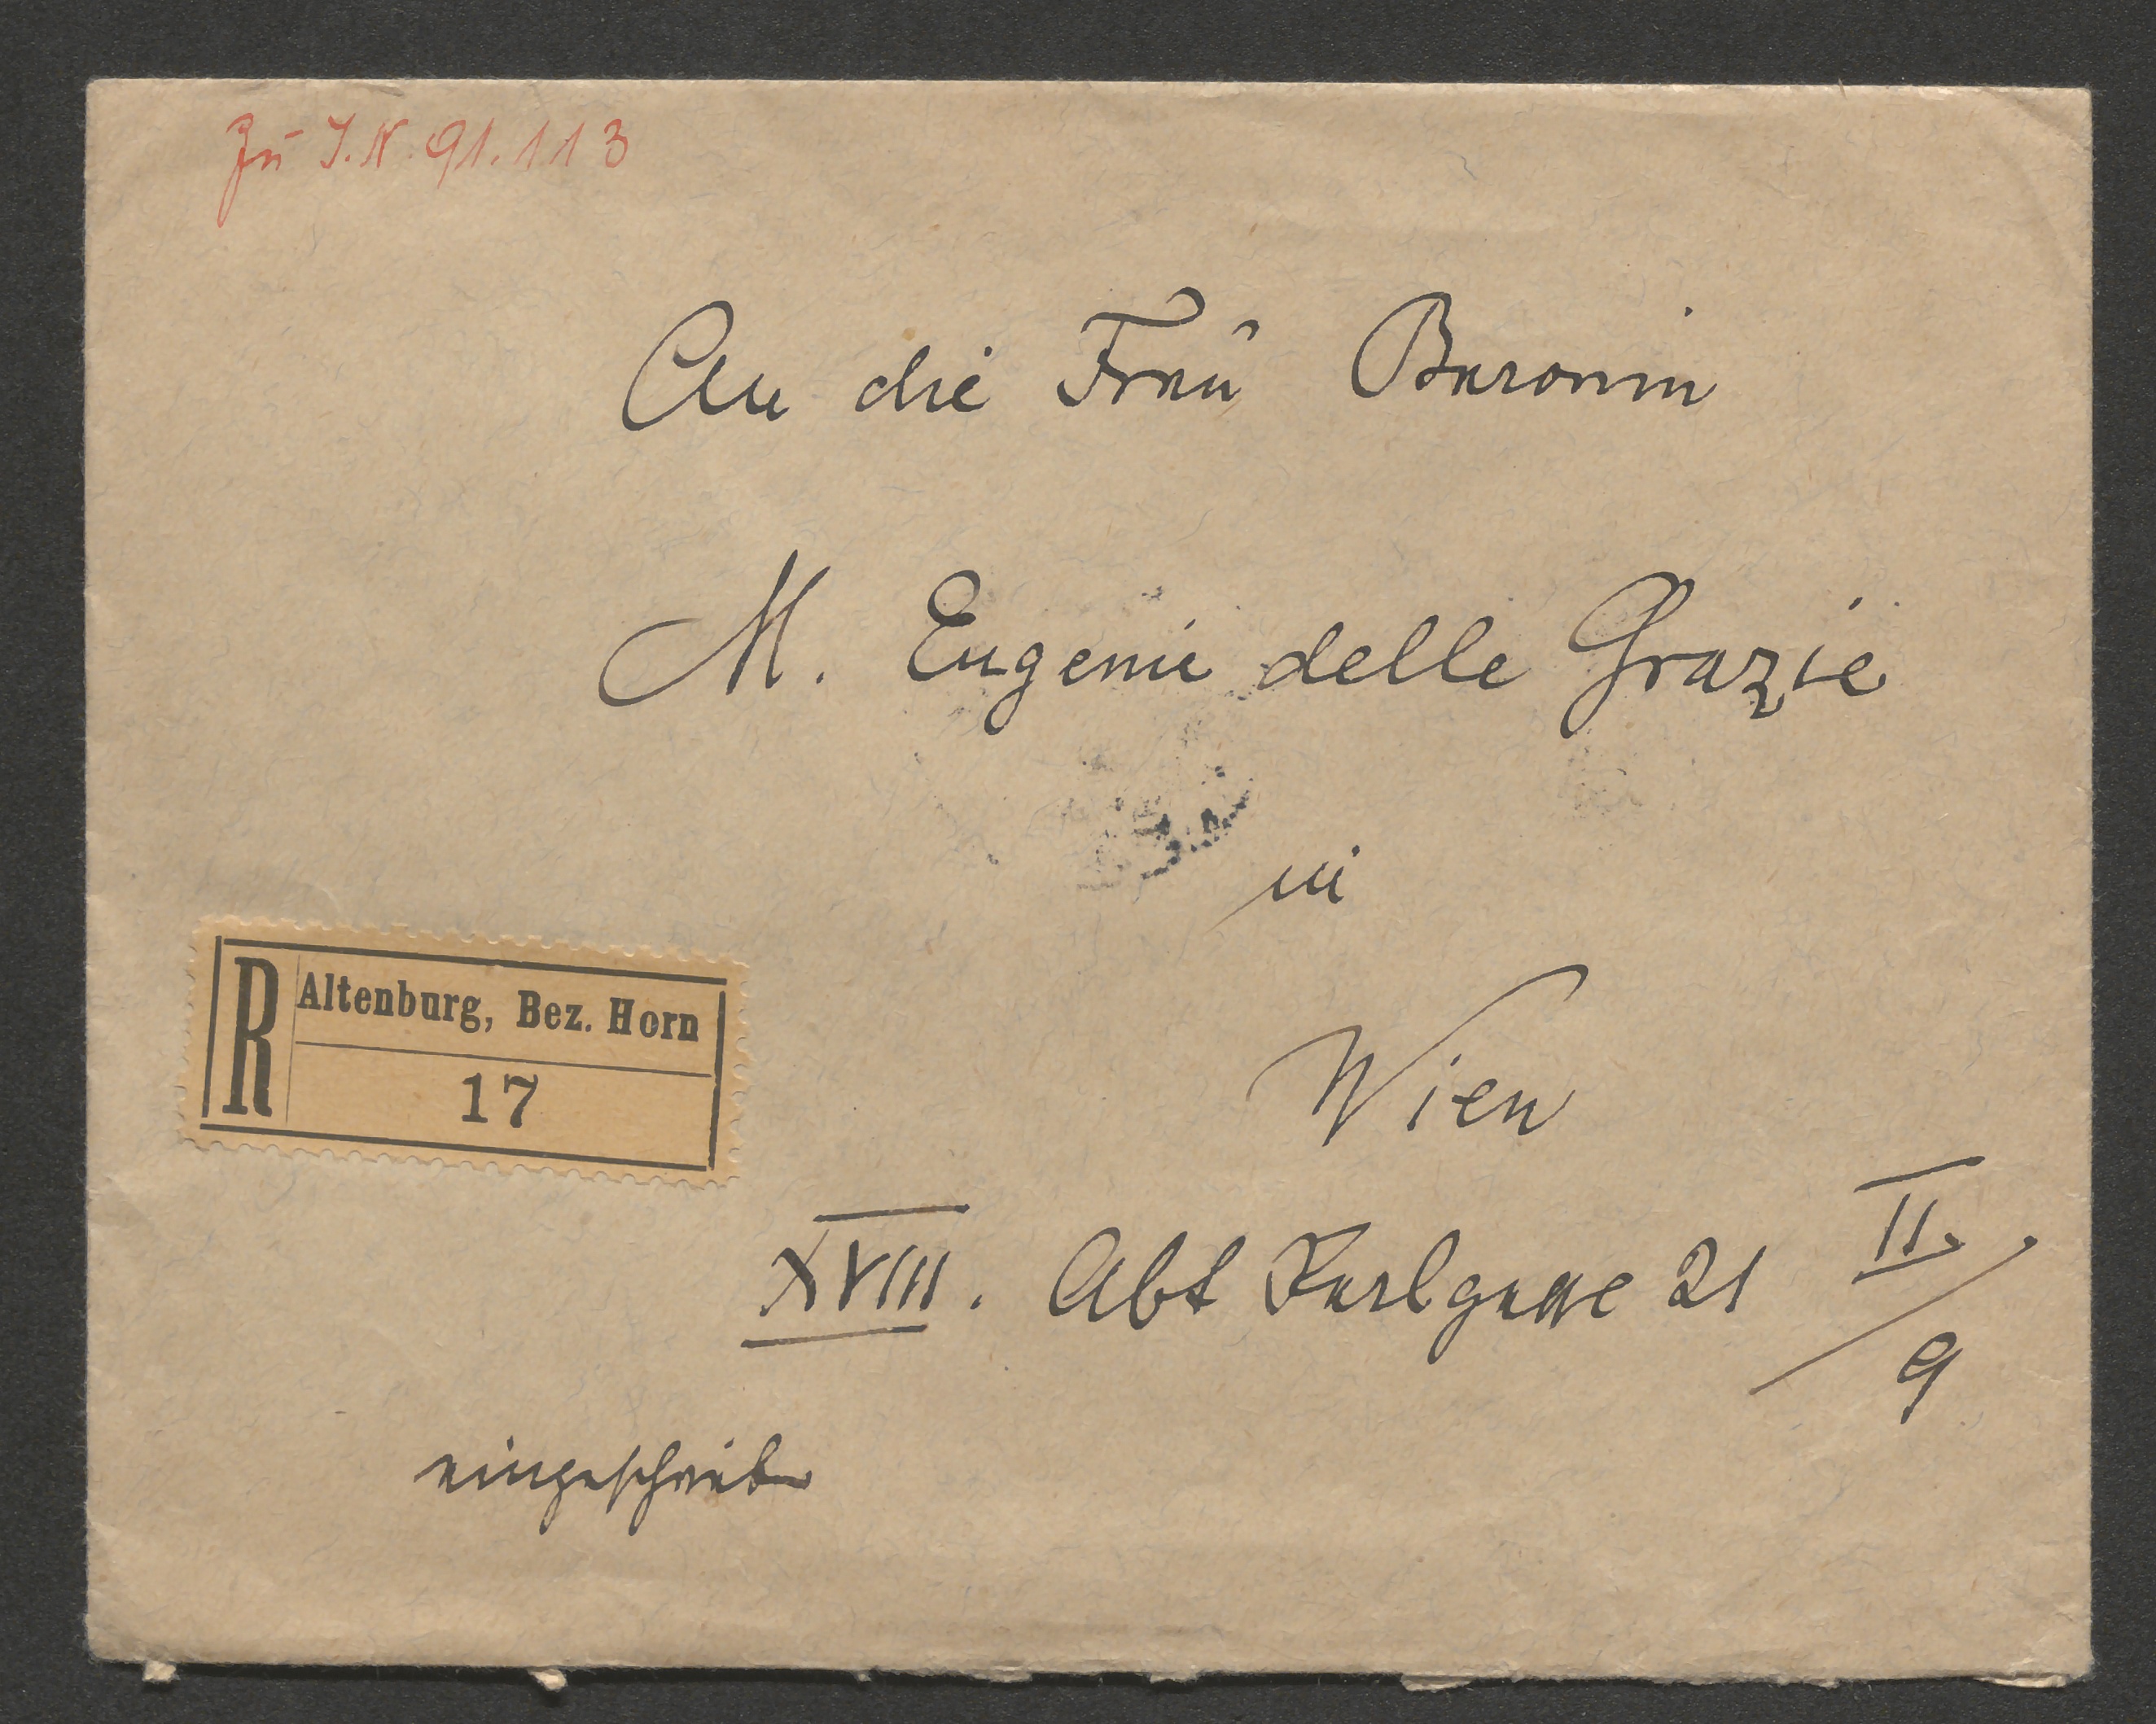 Zu I.N. 91.113
An die Frau Baronin
M. Eugenie delle Grazie
in
Wien
XVIII. Abt Karlgasse 21 II./9
R Altenburg, Bez. Horn
17
eingeschrieben